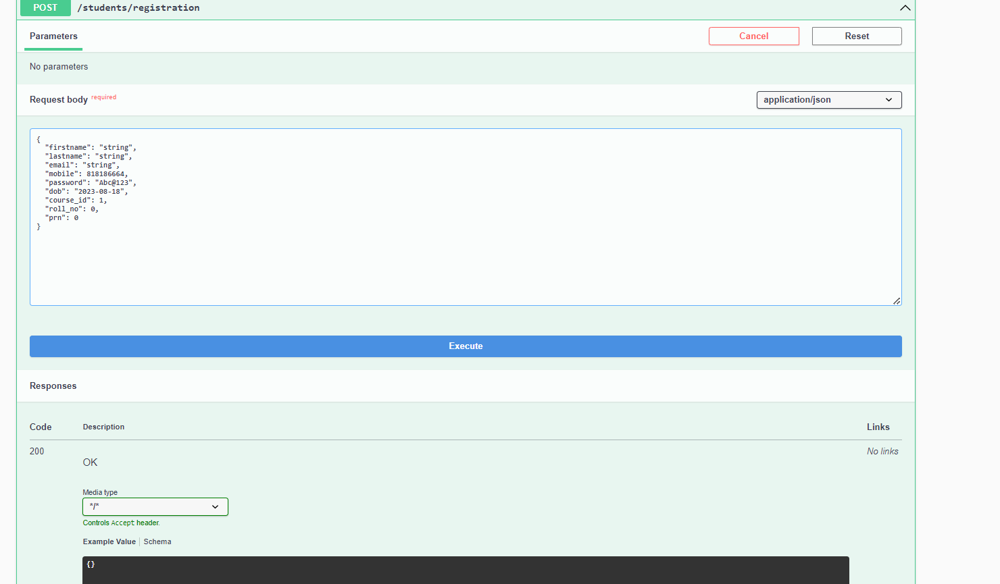 POST /students/registration
Parameters
Cancel
Reset
No parameters
Request body required
application/json
{
  "firstname": "string",
  "lastname": "string",
  "email": "string",
  "mobile": 818186664,
  "password": "Abc@123",
  "dob": "2023-08-18",
  "course_id": 1,
  "roll_no": 0,
  "prn": 0
}
Execute
Responses
Code Description Links
200 No links
OK
Media type
*/*
Controls Accept header.
Example Value Schema
{}